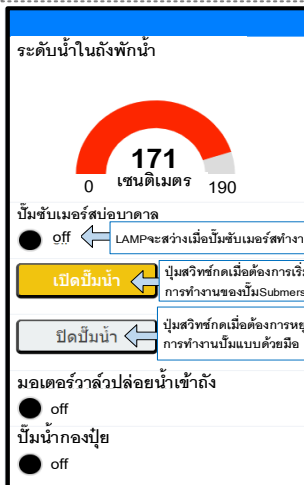 ระดับน้ำในถังพักน้ำ
171
0 เซนติเมตร 190
ปั๊มซับเมอร์สบ่อบาดาล
off LAMPจะสว่างเมื่อปั๊มซับเมอร์สทำงา
เปิดปั๊มน้ำ
ปุ่มสวิทช์กดเมื่อต้องการเริ่ม
การทำงานของปั๊มSubmers
ปิดปั๊มน้ำ
ปุ่มสวิทช์กดเมื่อต้องการหยุ
การทำงานปั๊มแบบด้วยมือ
มอเตอร์วาล์วปล่อยน้ำเข้าถัง
off
ปั๊มน้ำกองปุ๋ย
off